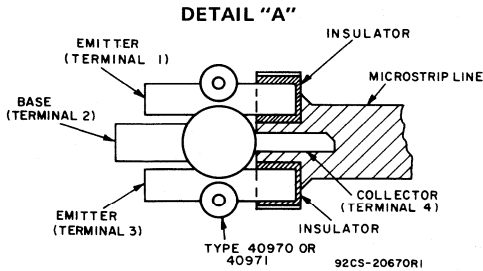 DETAIL "A"
EMITTER
(TERMINAL 1)
INSULATOR
MICROSTRIP LINE
BASE
(TERMINAL 2)
EMITTER
(TERMINAL 3)
COLLECTOR
(TERMINAL 4)
INSULATOR
TYPE 40970 OR
40971
92CS-20670R1